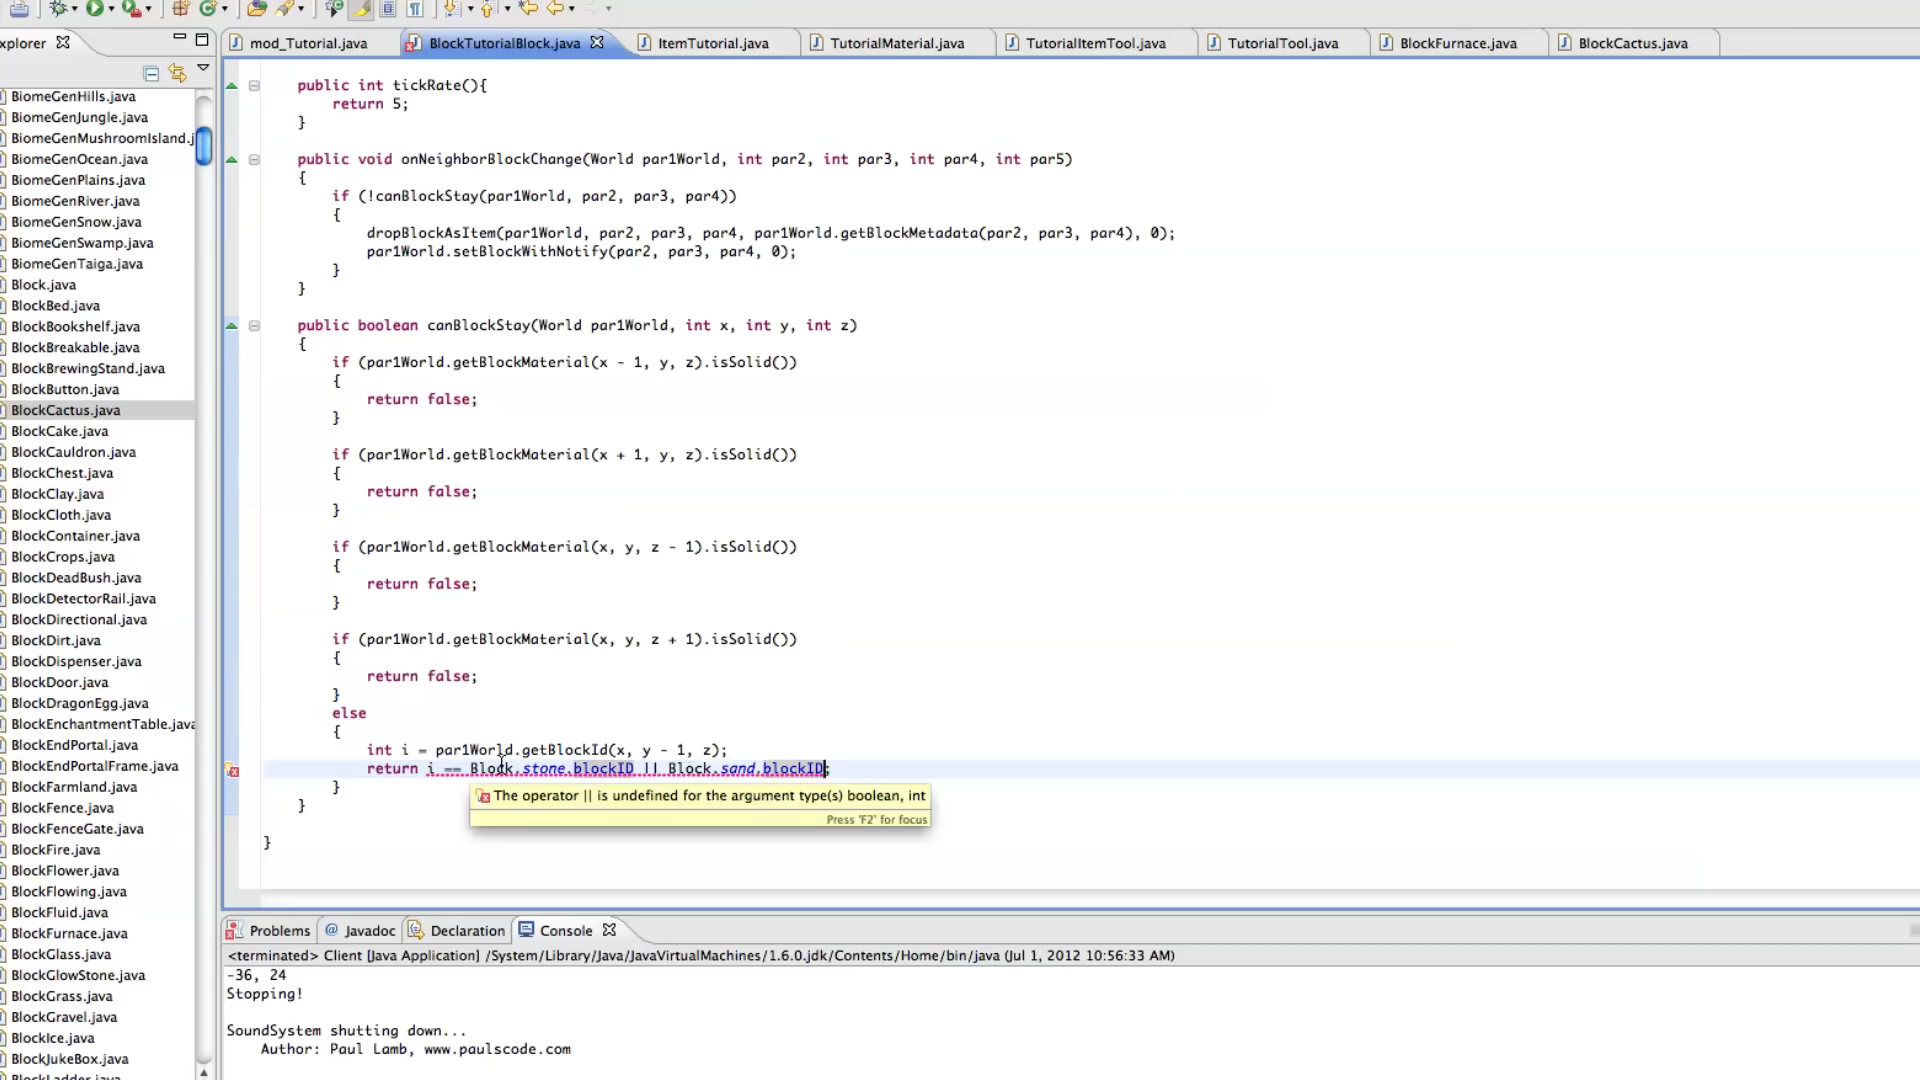 xplorer
mod_Tutorial.java
BlockTutorialBlock.java
ItemTutorial.java
TutorialMaterial.java
TutorialItemTool.java
TutorialTool.java
BlockFurnace.java
BlockCactus.java
BiomeGenHills.java
BiomeGenJungle.java
BiomeGenMushroomIsland.j
BiomeGenOcean.java
BiomeGenPlains.java
BiomeGenRiver.java
BiomeGenSnow.java
BiomeGenSwamp.java
BiomeGenTaiga.java
Block.java
BlockBed.java
BlockBookshelf.java
BlockBreakable.java
BlockBrewingStand.java
BlockButton.java
BlockCactus.java
BlockCake.java
BlockCauldron.java
BlockChest.java
BlockClay.java
BlockCloth.java
BlockContainer.java
BlockCrops.java
BlockDeadBush.java
BlockDetectorRail.java
BlockDirectional.java
BlockDirt.java
BlockDispenser.java
BlockDoor.java
BlockDragonEgg.java
BlockEnchantmentTable.java
BlockEndPortal.java
BlockEndPortalFrame.java
BlockFarmland.java
BlockFence.java
BlockFenceGate.java
BlockFire.java
BlockFlower.java
BlockFlowing.java
BlockFluid.java
BlockFurnace.java
BlockGlass.java
BlockGlowStone.java
BlockGrass.java
BlockGravel.java
BlockIce.java
BlockJukeBox.java
BlockLadder.java
public int tickRate(){
return 5;
}
public void onNeighborBlockChange(World par1World, int par2, int par3, int par4, int par5)
{
if (!canBlockStay(par1World, par2, par3, par4))
{
dropBlockAsItem(par1World, par2, par3, par4, par1World.getBlockMetadata(par2, par3, par4), 0);
par1World.setBlockWithNotify(par2, par3, par4, 0);
}
}
public boolean canBlockStay(World par1World, int x, int y, int z)
{
if (par1World.getBlockMaterial(x - 1, y, z).isSolid())
{
return false;
}
if (par1World.getBlockMaterial(x + 1, y, z).isSolid())
{
return false;
}
if (par1World.getBlockMaterial(x, y, z - 1).isSolid())
{
return false;
}
if (par1World.getBlockMaterial(x, y, z + 1).isSolid())
{
return false;
}
else
{
int i = par1World.getBlockId(x, y - 1, z);
return i == Block.stone.blockID || Block.sand.blockID;
}
}
}
The operator || is undefined for the argument type(s) boolean, int
Press 'F2' for focus
Problems
@ Javadoc
Declaration
Console
<terminated> Client [Java Application] /System/Library/Java/JavaVirtualMachines/1.6.0.jdk/Contents/Home/bin/java (Jul 1, 2012 10:56:33 AM)
-36, 24
Stopping!
SoundSystem shutting down...
Author: Paul Lamb, www.paulscode.com